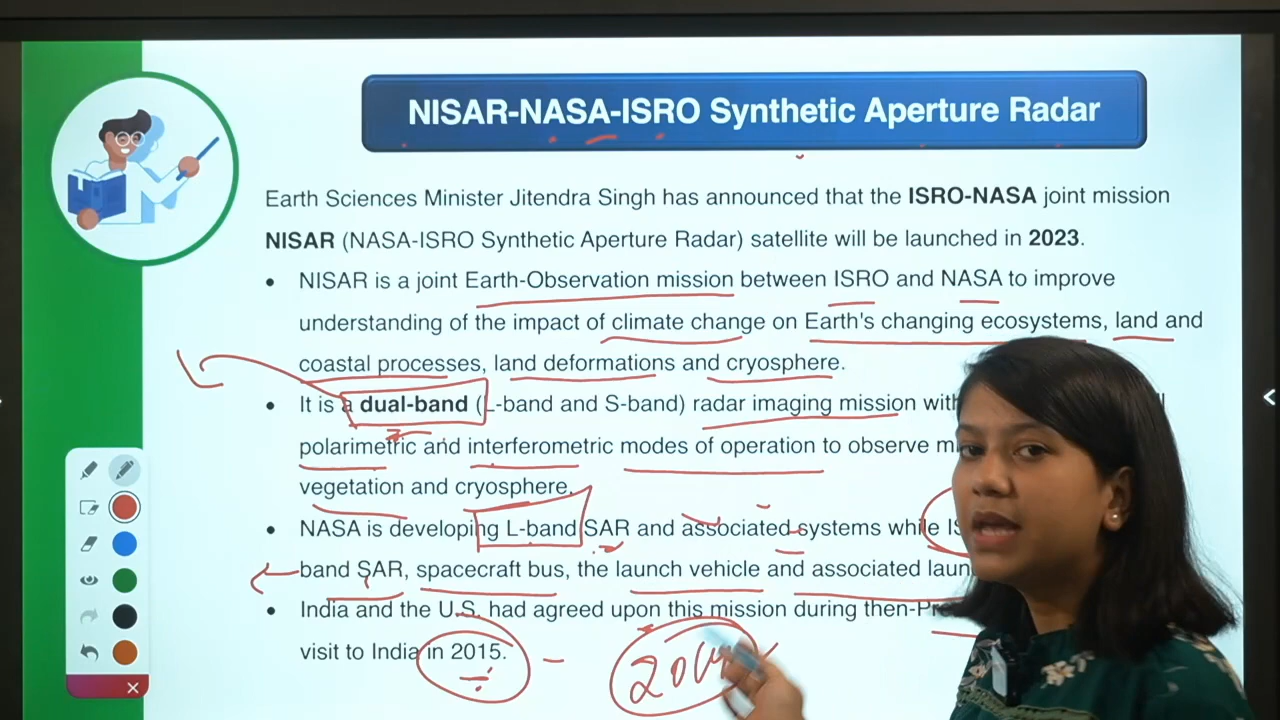 NISAR-NASA-ISRO Synthetic Aperture Radar
Earth Sciences Minister Jitendra Singh has announced that the ISRO-NASA joint mission
NISAR (NASA-ISRO Synthetic Aperture Radar) satellite will be launched in 2023.
• NISAR is a joint Earth-Observation mission between ISRO and NASA to improve
understanding of the impact of climate change on Earth's changing ecosystems, land and
coastal processes, land deformations and cryosphere.
• It is a dual-band (L-band and S-band) radar imaging mission
polarimetric and interferometric modes of operation to observe
vegetation and cryosphere.
• NASA is developing L-band SAR and associated systems while
band SAR, spacecraft bus, the launch vehicle and associated
• India and the U.S. had agreed upon this mission during
visit to India in 2015.